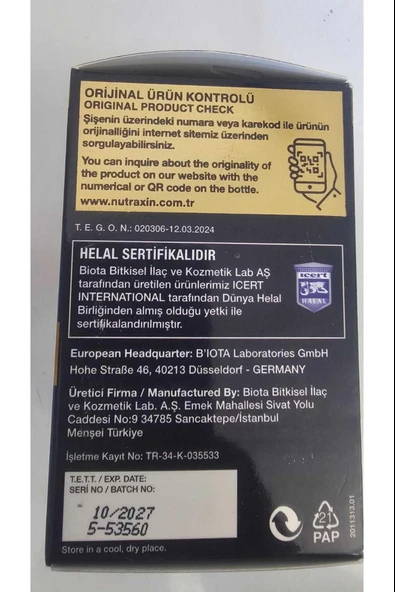 ORİJİNAL ÜRÜN KONTROLÜ
ORIGINAL PRODUCT CHECK
Şişenin üzerindeki numara veya karekod ile ürünün
orijinalliğini internet sitemiz üzerinden
sorgulayabilirsiniz.
You can inquire about the originality of
the product on our website with the
numerical or QR code on the bottle.
www.nutraxin.com.tr
T. E. G. O. N.: 020306-12.03.2024
HELAL SERTİFİKALIDIR
Biota Bitkisel İlaç ve Kozmetik Lab AŞ
tarafından üretilen ürünlerimiz ICERT
INTERNATIONAL tarafından Dünya Helal
Birliğinden almış olduğu yetki ile
sertifikalandırılmıştır.
icert
HALAL
European Headquarter: B'IOTA Laboratories GmbH
Hohe Straße 46, 40213 Düsseldorf - GERMANY
Üretici Firma / Manufactured By: Biota Bitkisel İlaç
ve Kozmetik Lab. A.Ş. Emek Mahallesi Sivat Yolu
Caddesi No:9 34785 Sancaktepe/İstanbul
Menşei Türkiye
İşletme Kayıt No: TR-34-K-035533
T.E.T.T. / EXP. DATE:
SERİ NO / BATCH NO:
10/2027
5-53560
Store in a cool, dry place.
21
PAP
2011313.01